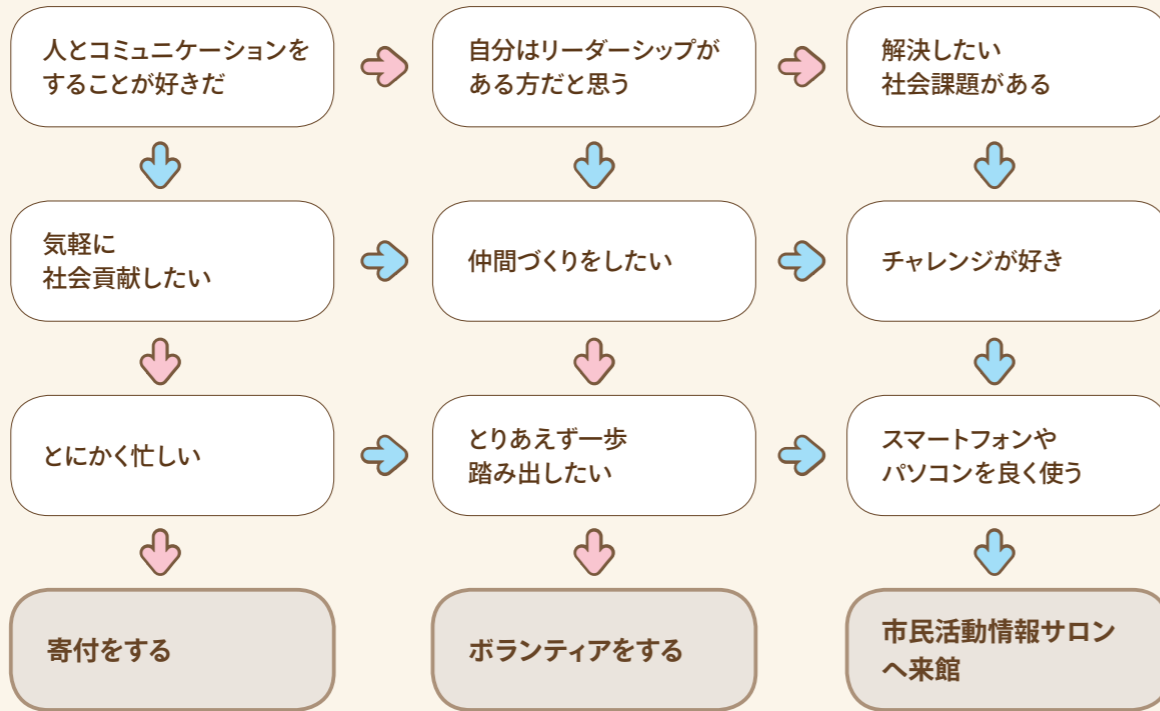 人とコミュニケーションを
することが好きだ
自分はリーダーシップが
ある方だと思う
解決したい
社会課題がある
気軽に
社会貢献したい
仲間づくりをしたい
チャレンジが好き
とにかく忙しい
とりあえず一歩
踏み出したい
スマートフォンや
パソコンを良く使う
寄付をする
ボランティアをする
市民活動情報サロン
へ来館